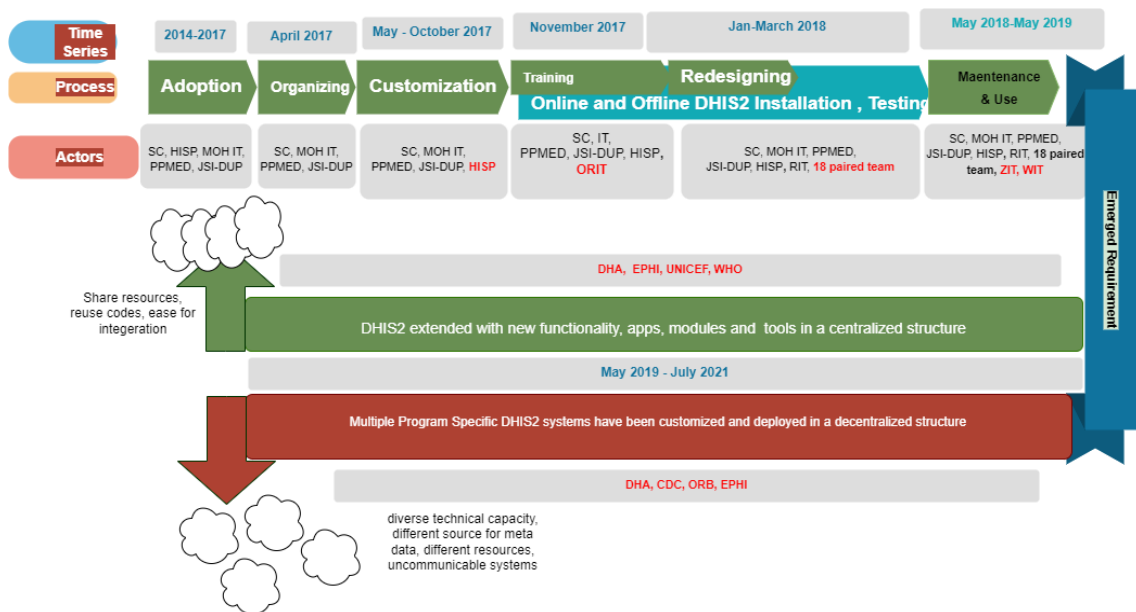 Time
Series
2014-2017
April 2017
May - October 2017
November 2017
Jan-March 2018
May 2018-May 2019
Process
Adoption
Organizing
Customization
Training
Redesigning
Online and Offline DHIS2 Installation , Testing
Maentenance
& Use
Actors
SC, HISP, MOH IT,
PPMED, JSI-DUP
SC, MOH IT,
PPMED, JSI-DUP
SC, MOH IT,
PPMED, JSI-DUP, HISP
SC, IT,
PPMED, JSI-DUP, HISP,
ORIT
SC, MOH IT, PPMED,
JSI-DUP, HISP, RIT, 18 paired team
SC, MOH IT, PPMED,
JSI-DUP, HISP, RIT, 18 paired
team, ZIT, WIT
Emerged Requirement
DHA, EPHI, UNICEF, WHO
Share resources,
reuse codes, ease for
integeration
DHIS2 extended with new functionality, apps, modules and tools in a centralized structure
May 2019 - July 2021
Multiple Program Specific DHIS2 systems have been customized and deployed in a decentralized structure
DHA, CDC, ORB, EPHI
diverse technical capacity,
different source for meta
data, different resources,
uncommunicable systems